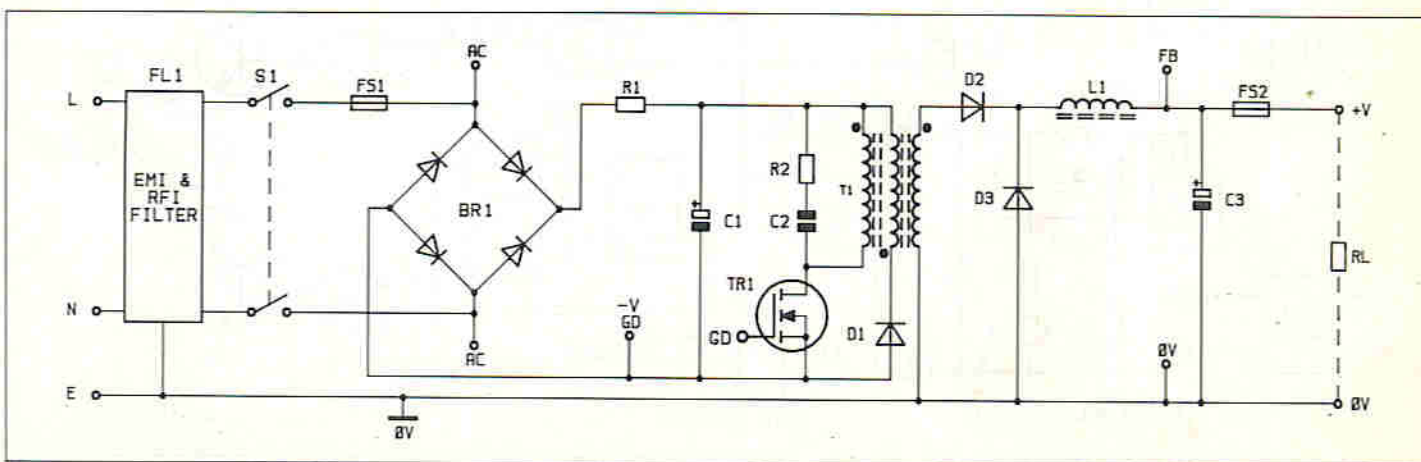 FL1
S1
FS1
AC
R1
D2
L1
FB
FS2
L
+V
EMI &
RFI
FILTER
BR1
R2
T1
C1
C2
D3
C3
RL
N
TR1
-V
GD
GD
D1
AC
0V
E
0V
0V